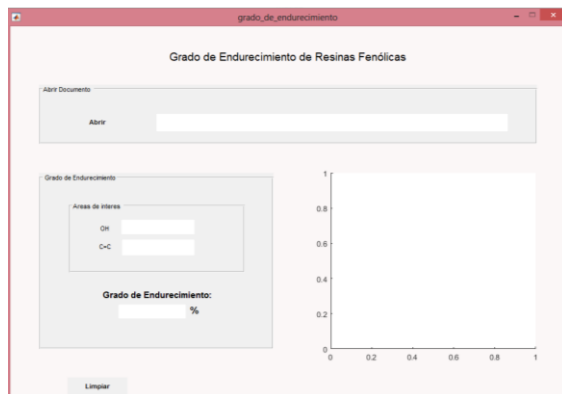 grado_de_endurecimiento
Grado de Endurecimiento de Resinas Fenólicas
Abrir Documento
Abrir
Grado de Endurecimiento
Areas de interes
OH
C=C
Grado de Endurecimiento:
%
Limpiar
1
0.8
0.6
0.4
0.2
0
0 0.2 0.4 0.6 0.8 1